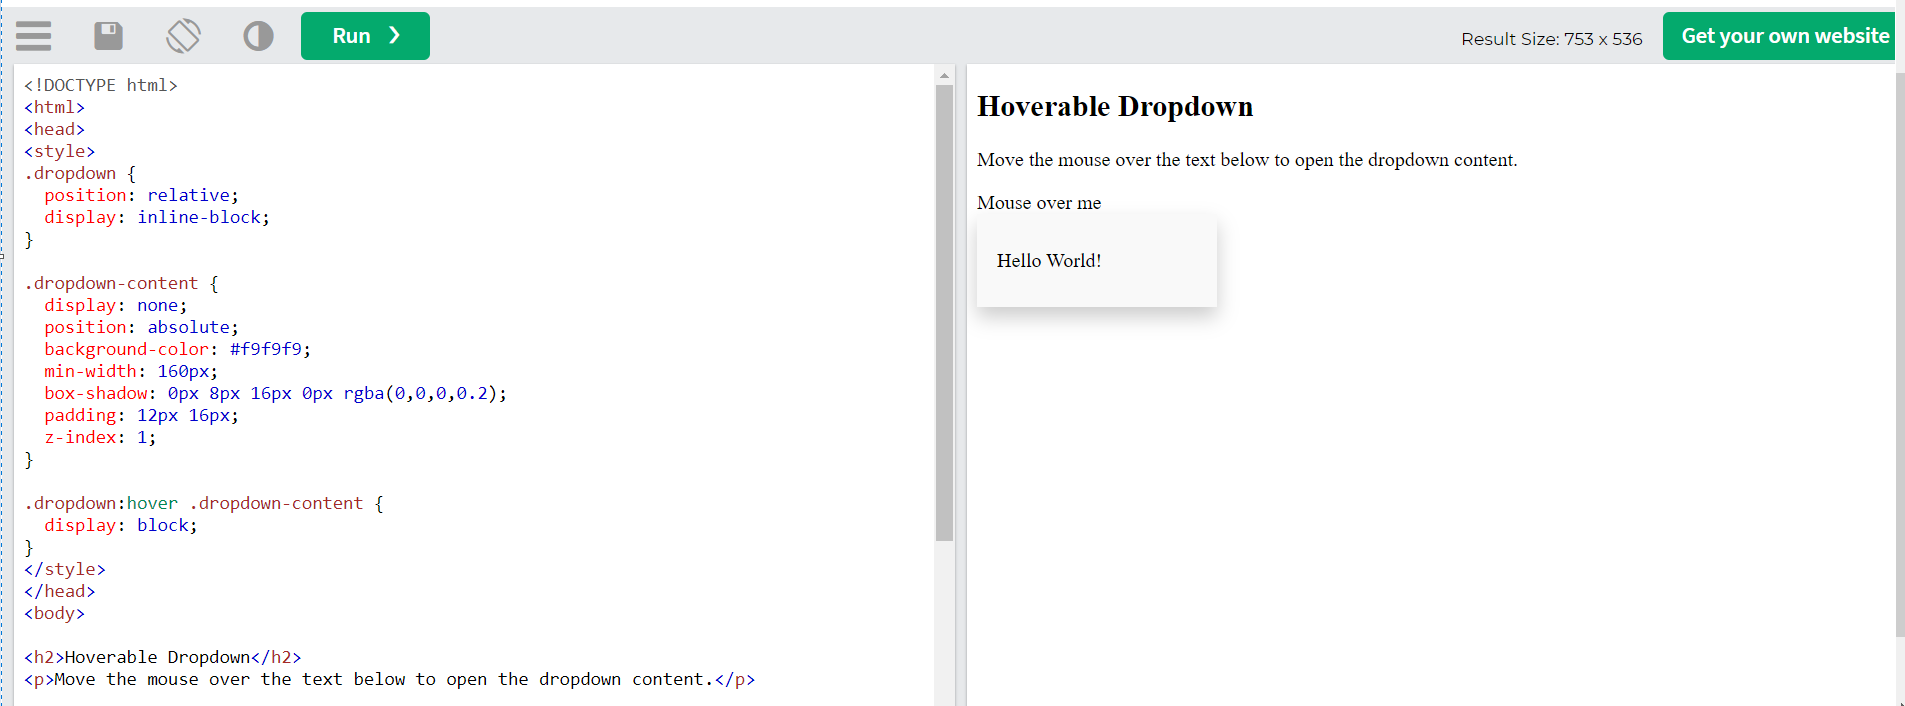 Run ❯
Result Size: 753 x 536
Get your own website
<!DOCTYPE html>
<html>
<head>
<style>
.dropdown {
  position: relative;
  display: inline-block;
}

.dropdown-content {
  display: none;
  position: absolute;
  background-color: #f9f9f9;
  min-width: 160px;
  box-shadow: 0px 8px 16px 0px rgba(0,0,0,0.2);
  padding: 12px 16px;
  z-index: 1;
}

.dropdown:hover .dropdown-content {
  display: block;
}
</style>
</head>
<body>

<h2>Hoverable Dropdown</h2>
<p>Move the mouse over the text below to open the dropdown content.</p>
Hoverable Dropdown
Move the mouse over the text below to open the dropdown content.
Mouse over me
Hello World!